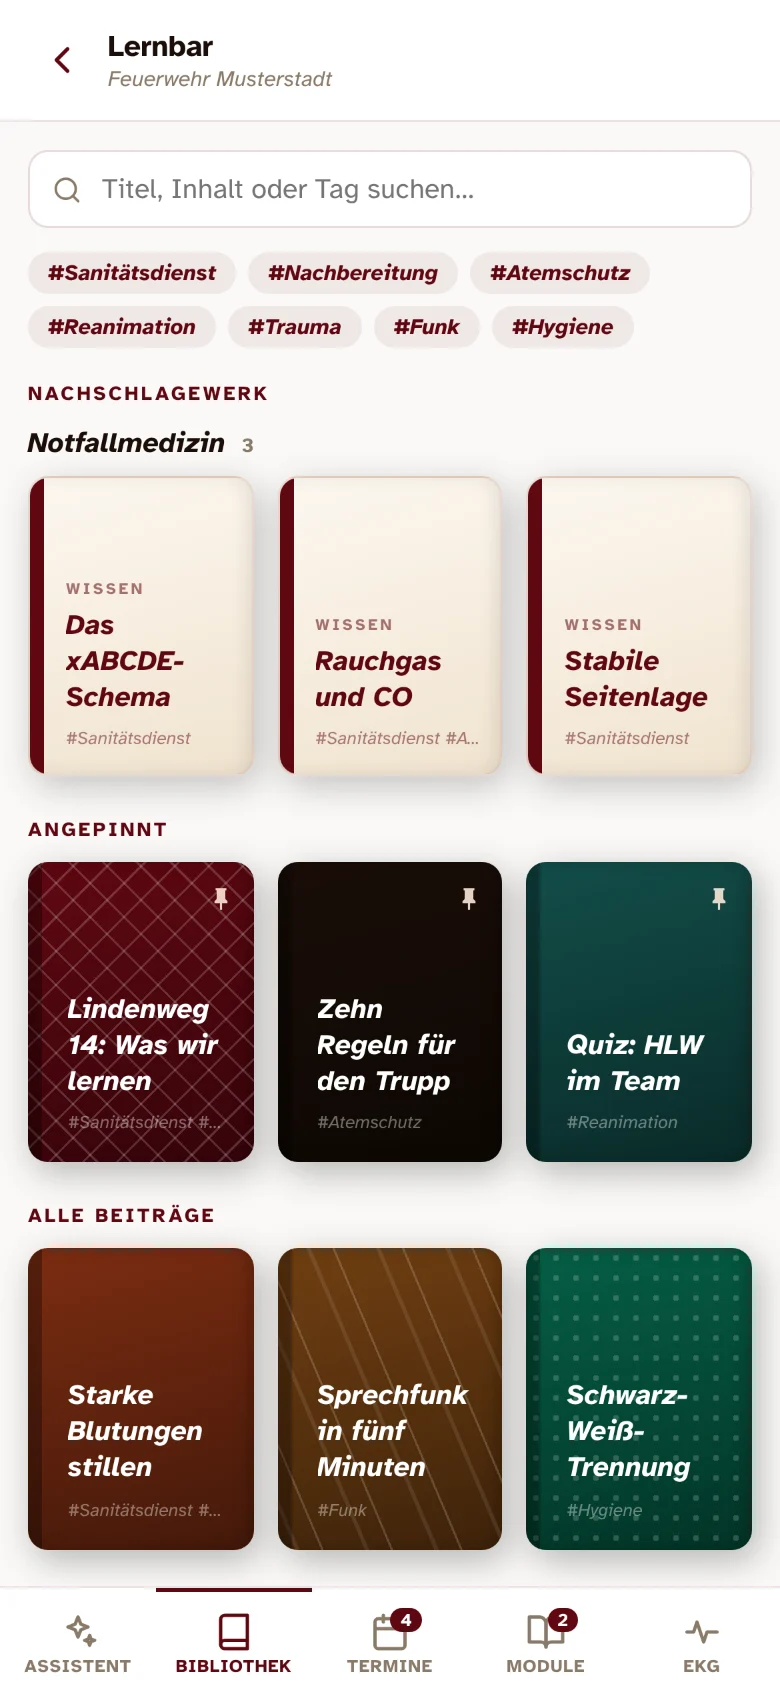 Lernbar
Feuerwehr Musterstadt
Titel, Inhalt oder Tag suchen...
#Sanitätsdienst #Nachbereitung #Atemschutz
#Reanimation #Trauma #Funk #Hygiene
NACHSCHLAGEWERK
Notfallmedizin 3
WISSEN
Das
xABCDE-
Schema
#Sanitätsdienst
WISSEN
Rauchgas
und CO
#Sanitätsdienst #A...
WISSEN
Stabile
Seitenlage
#Sanitätsdienst
ANGEPINNT
Lindenweg
14: Was wir
lernen
#Sanitätsdienst #...
Zehn
Regeln für
den Trupp
#Atemschutz
Quiz: HLW
im Team
#Reanimation
ALLE BEITRÄGE
Starke
Blutungen
stillen
#Sanitätsdienst #...
Sprechfunk
in fünf
Minuten
#Funk
Schwarz-
Weiß-
Trennung
#Hygiene
4
2
ASSISTENT BIBLIOTHEK TERMINE MODULE EKG